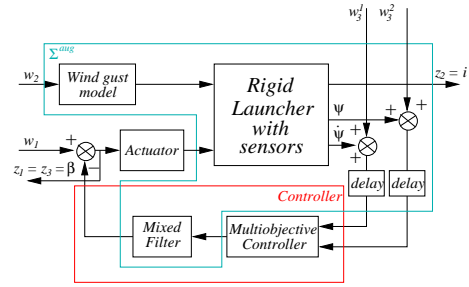 w₃¹ w₃²
Σᵃᵘᵍ
w₂
Wind gust
model
Rigid
Launcher
with
sensors
z₂ = i
ψ
+
+
ψ̇
+
+
w₁
+
−
Actuator
z₁ = z₃ = β
delay
delay
Controller
Mixed
Filter
Multiobjective
Controller